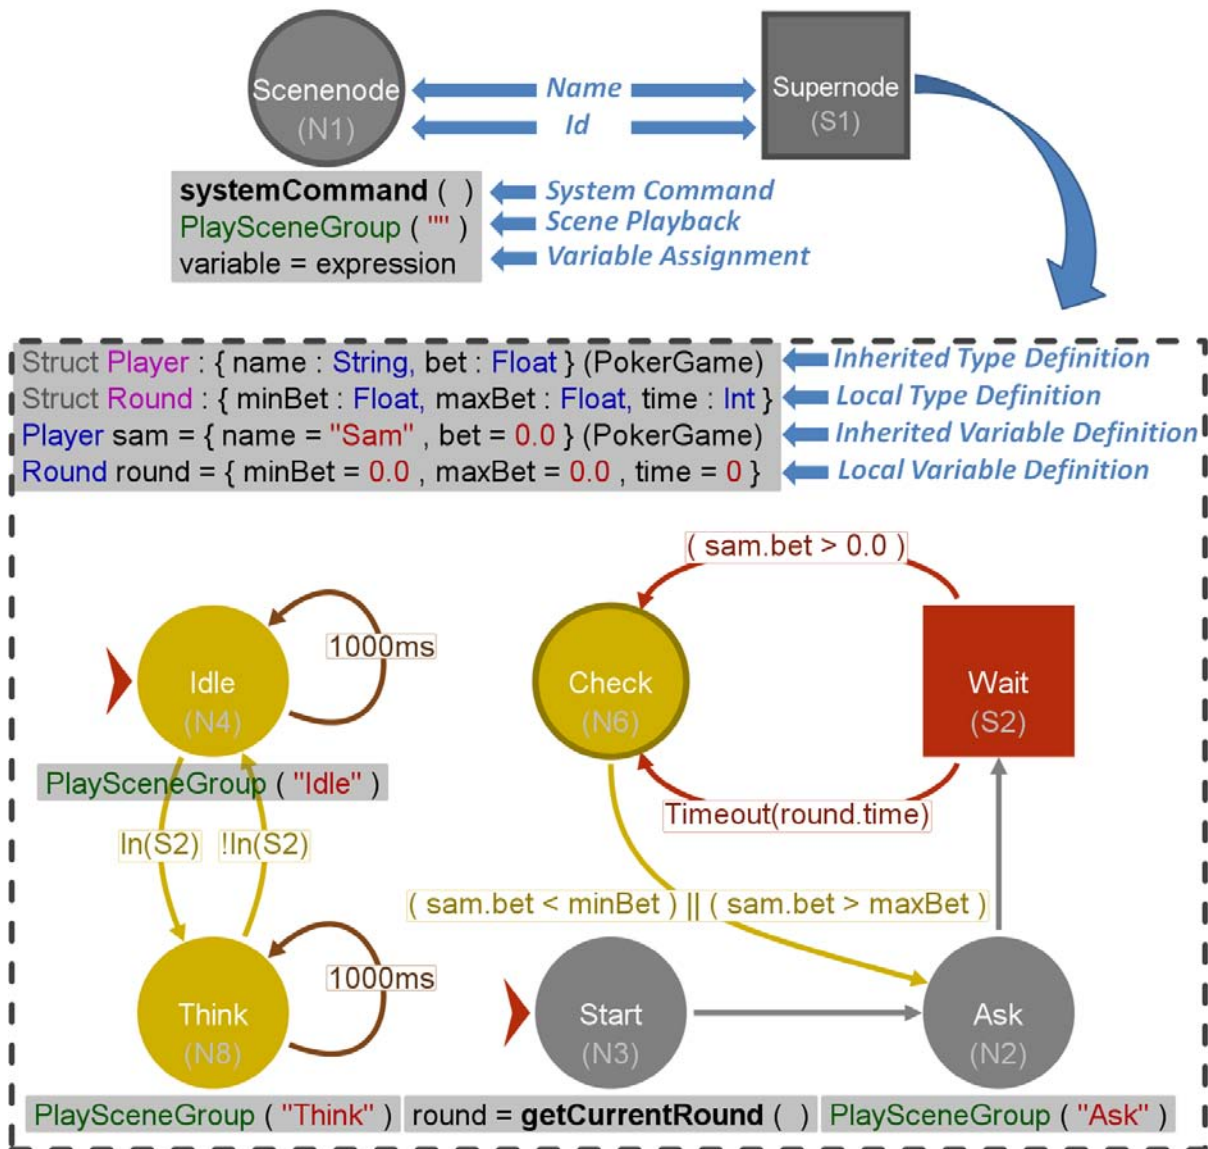 Scenenode
(N1)
Name
Id
Supernode
(S1)
systemCommand ( )
PlaySceneGroup ( "" )
variable = expression
System Command
Scene Playback
Variable Assignment
Struct Player : { name : String, bet : Float } (PokerGame)
Inherited Type Definition
Struct Round : { minBet : Float, maxBet : Float, time : Int }
Local Type Definition
Player sam = { name = "Sam" , bet = 0.0 } (PokerGame)
Inherited Variable Definition
Round round = { minBet = 0.0 , maxBet = 0.0 , time = 0 }
Local Variable Definition
( sam.bet > 0.0 )
1000ms
Idle
(N4)
Check
(N6)
Wait
(S2)
PlaySceneGroup ( "Idle" )
Timeout(round.time)
In(S2)
!In(S2)
( sam.bet < minBet ) || ( sam.bet > maxBet )
1000ms
Think
(N8)
Start
(N3)
Ask
(N2)
PlaySceneGroup ( "Think" )
round = getCurrentRound ( )
PlaySceneGroup ( "Ask" )